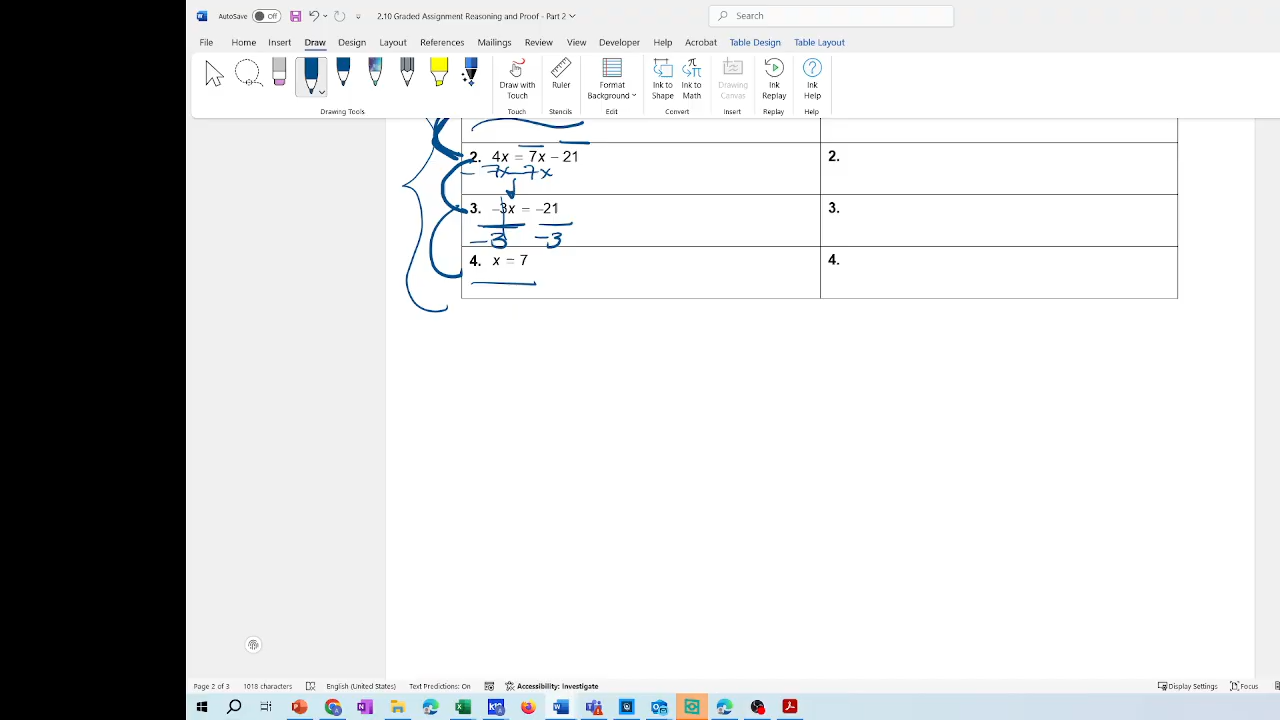 AutoSave Off 2.10 Graded Assignment Reasoning and Proof - Part 2 Search
File Home Insert Draw Design Layout References Mailings Review View Developer Help Acrobat Table Design Table Layout
Draw with Touch Ruler Format Background Ink to Shape Ink to Math Drawing Canvas Ink Replay Ink Help
Drawing Tools Touch Stencils Edit Convert Insert Replay Help
2. 4x = 7x – 21 2.
- 7x - 7x
3. –3x = –21 3.
-3 -3
4. x = 7 4.
Page 2 of 3 1018 characters English (United States) Text Predictions: On Accessibility: Investigate Display Settings Focus